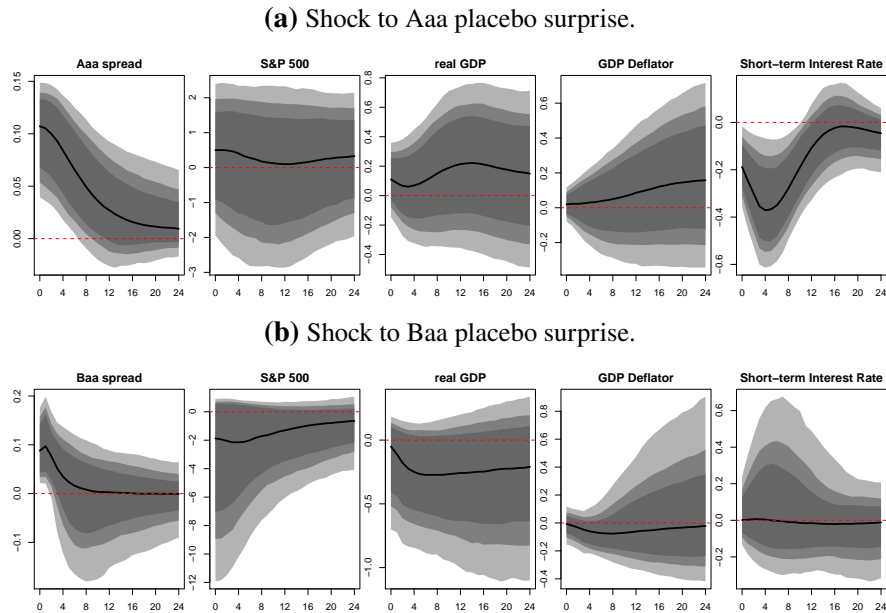 (a) Shock to Aaa placebo surprise.
Aaa spread S&P 500 real GDP GDP Deflator Short−term Interest Rate
0.15 0.10 0.05 0.00
2 1 0 −1 −2 −3
0.8 0.6 0.4 0.2 0.0 −0.2 −0.4
0.6 0.4 0.2 0.0 −0.2
0.0 −0.2 −0.4 −0.6
0 4 8 12 16 20 24 0 4 8 12 16 20 24 0 4 8 12 16 20 24 0 4 8 12 16 20 24 0 4 8 12 16 20 24
(b) Shock to Baa placebo surprise.
Baa spread S&P 500 real GDP GDP Deflator Short−term Interest Rate
0.2 0.1 0.0 −0.1
0 −2 −4 −6 −8 −10 −12
0.0 −0.5 −1.0
0.8 0.6 0.4 0.2 0.0 −0.2 −0.4
0.6 0.4 0.2 0.0 −0.2
0 4 8 12 16 20 24 0 4 8 12 16 20 24 0 4 8 12 16 20 24 0 4 8 12 16 20 24 0 4 8 12 16 20 24